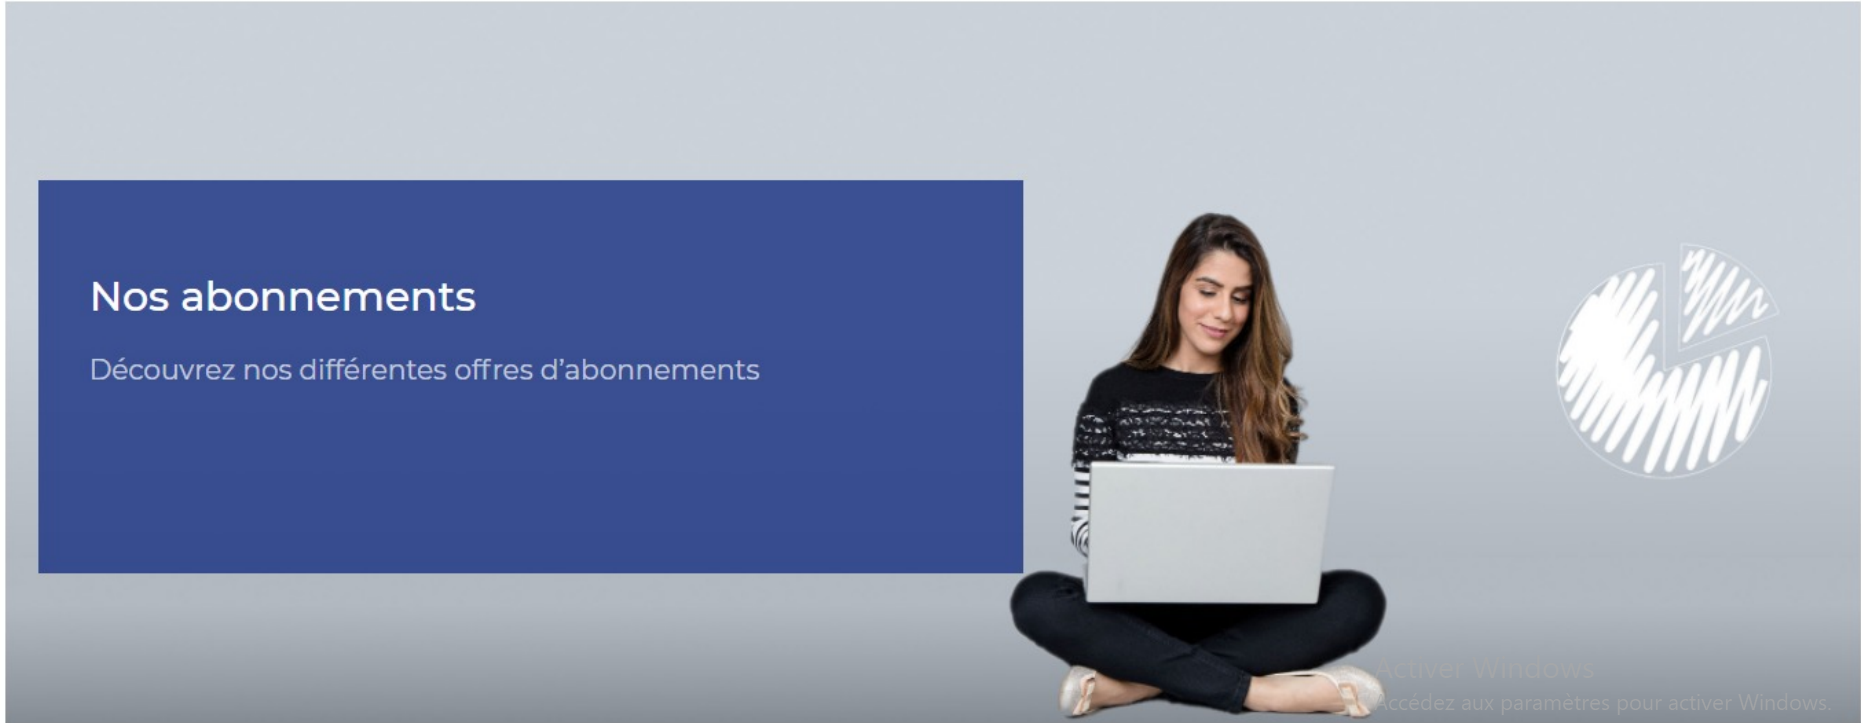 Nos abonnements
Découvrez nos différentes offres d’abonnements
Activer Windows
Accédez aux paramètres pour activer Windows.